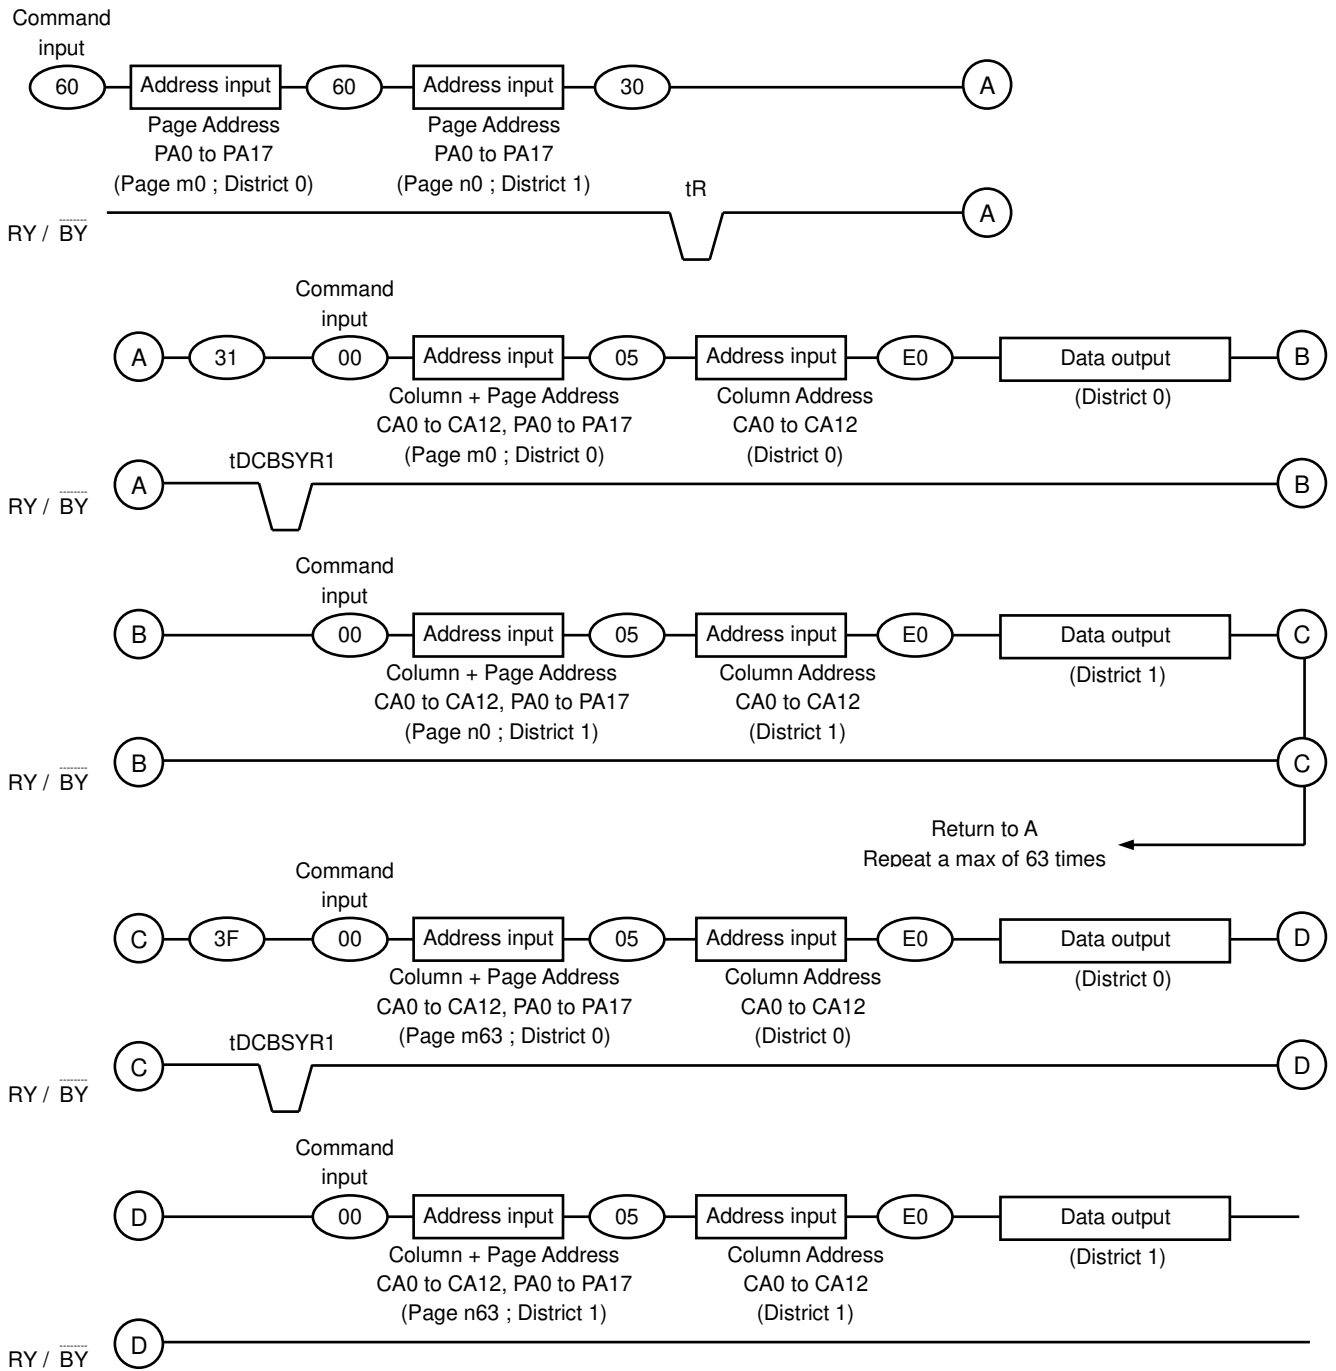 Command
input
60 Address input 60 Address input 30 A
Page Address Page Address
PA0 to PA17 PA0 to PA17
(Page m0 ; District 0) (Page n0 ; District 1)
tR
A
RY / BY
Command
input
A 31 00 Address input 05 Address input E0 Data output B
Column + Page Address Column Address (District 0)
CA0 to CA12, PA0 to PA17 CA0 to CA12
(Page m0 ; District 0) (District 0)
tDCBSYR1
A B
RY / BY
Command
input
B 00 Address input 05 Address input E0 Data output C
Column + Page Address Column Address (District 1)
CA0 to CA12, PA0 to PA17 CA0 to CA12
(Page n0 ; District 1) (District 1)
B C
RY / BY
Return to A
Repeat a max of 63 times
Command
input
C 3F 00 Address input 05 Address input E0 Data output D
Column + Page Address Column Address (District 0)
CA0 to CA12, PA0 to PA17 CA0 to CA12
(Page m63 ; District 0) (District 0)
tDCBSYR1
C D
RY / BY
Command
input
D 00 Address input 05 Address input E0 Data output
Column + Page Address Column Address (District 1)
CA0 to CA12, PA0 to PA17 CA0 to CA12
(Page n63 ; District 1) (District 1)
D
RY / BY